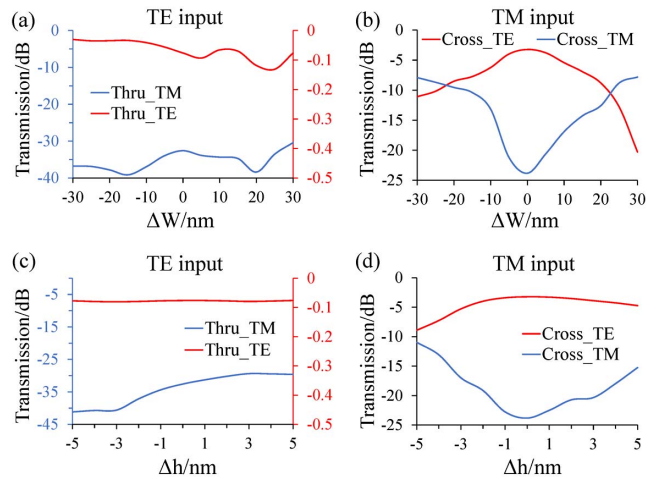 (a)
TE input
Transmission/dB
0
-10
-20
-30
-40
0
-0.1
-0.2
-0.3
-0.4
-0.5
Thru_TM
Thru_TE
-30 -20 -10 0 10 20 30
ΔW/nm
(b)
TM input
Transmission/dB
0
-5
-10
-15
-20
-25
Cross_TE Cross_TM
-30 -20 -10 0 10 20 30
ΔW/nm
(c)
TE input
Transmission/dB
-5
-15
-25
-35
-45
0
-0.1
-0.2
-0.3
-0.4
-0.5
Thru_TM
Thru_TE
-5 -3 -1 1 3 5
Δh/nm
(d)
TM input
Transmission/dB
0
-5
-10
-15
-20
-25
Cross_TE
Cross_TM
-5 -3 -1 1 3 5
Δh/nm